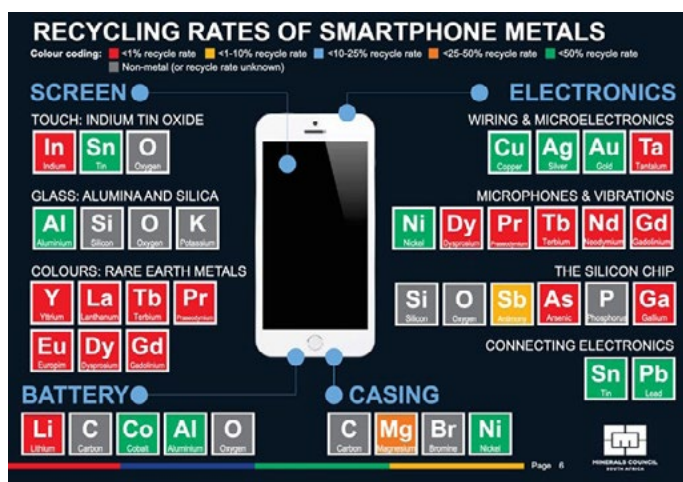 RECYCLING RATES OF SMARTPHONE METALS
Colour coding: <1% recycle rate <1-10% recycle rate <10-25% recycle rate <25-50% recycle rate <50% recycle rate
Non-metal (or recycle rate unknown)
SCREEN
TOUCH: INDIUM TIN OXIDE
In Sn O
Indium Tin Oxygen
GLASS: ALUMINA AND SILICA
Al Si O K
Aluminium Silicon Oxygen Potassium
COLOURS: RARE EARTH METALS
Y La Tb Pr
Yttrium Lanthanum Terbium Praseodynium
Eu Dy Gd
Europim Dysprosium Gadolinium
ELECTRONICS
WIRING & MICROELECTRONICS
Cu Ag Au Ta
Copper Silver Gold Tantalum
MICROPHONES & VIBRATIONS
Ni Dy Pr Tb Nd Gd
Nickel Dysprosium Praseodynium Terbium Neodymium Gadolinium
THE SILICON CHIP
Si O Sb As P Ga
Silicon Oxygen Antimony Arsenic Phosphorus Gallium
CONNECTING ELECTRONICS
Sn Pb
Tin Lead
BATTERY
Li C Co Al O
Lithium Carbon Cobalt Aluminium Oxygen
CASING
C Mg Br Ni
Carbon Magnesium Bromine Nickel
Page 6
MINERALS COUNCIL
SOUTH AFRICA